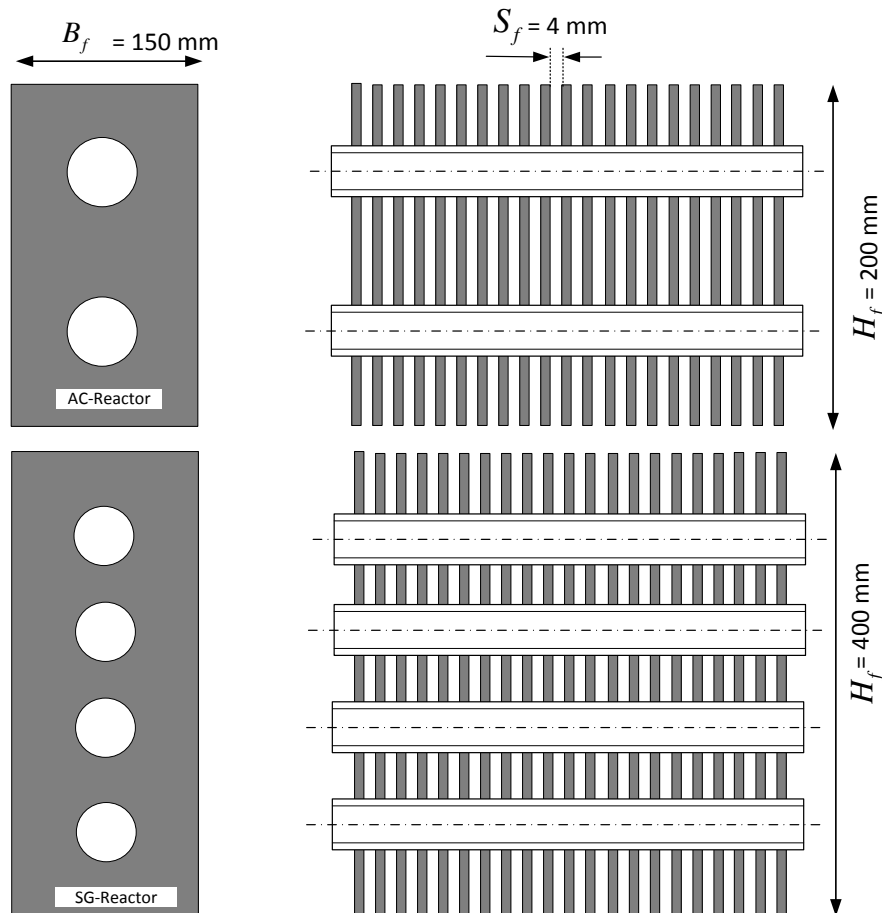 B_f = 150 mm
S_f = 4 mm
H_f = 200 mm
AC-Reactor
H_f = 400 mm
SG-Reactor